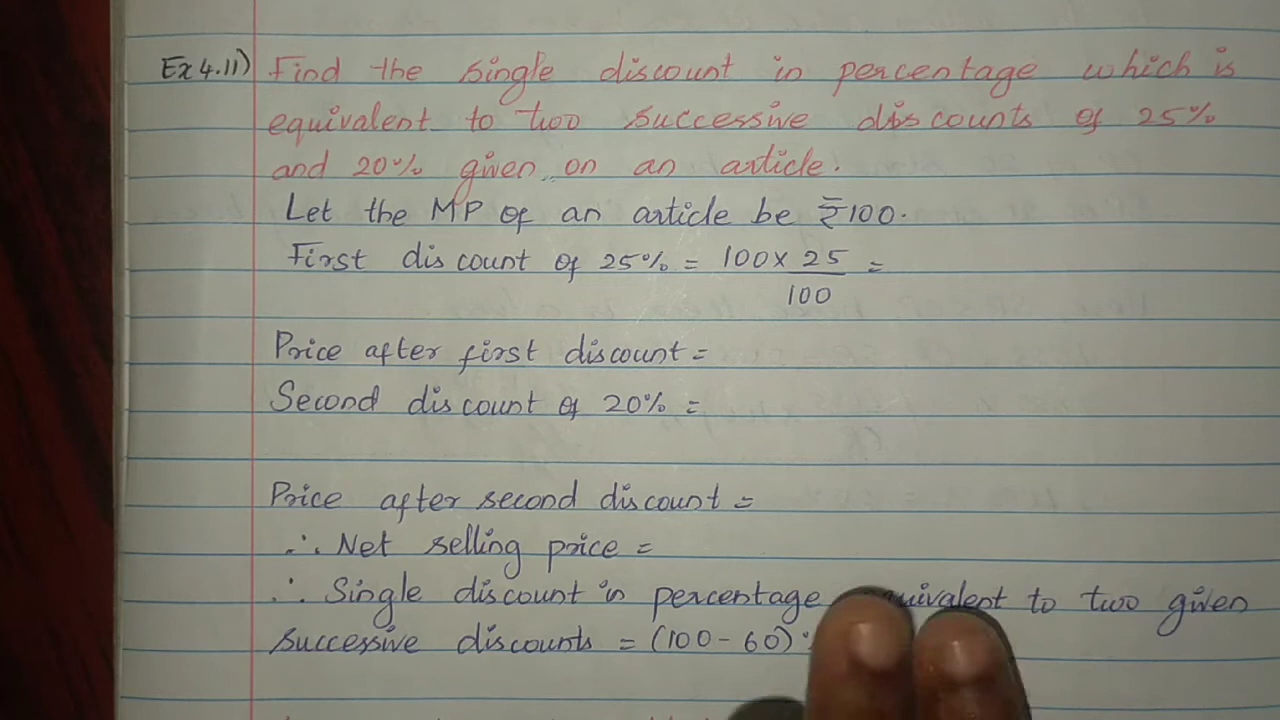 Ex 4.11) Find the single discount in percentage which is
equivalent to two successive discounts of 25%
and 20% given on an article.
Let the MP of an article be ₹100.
First discount of 25% = 100 x 25 =
100
Price after first discount =
Second discount of 20% =
Price after second discount =
∴ Net selling price =
∴ Single discount in percentage to two given
successive discounts = (100 - 60)